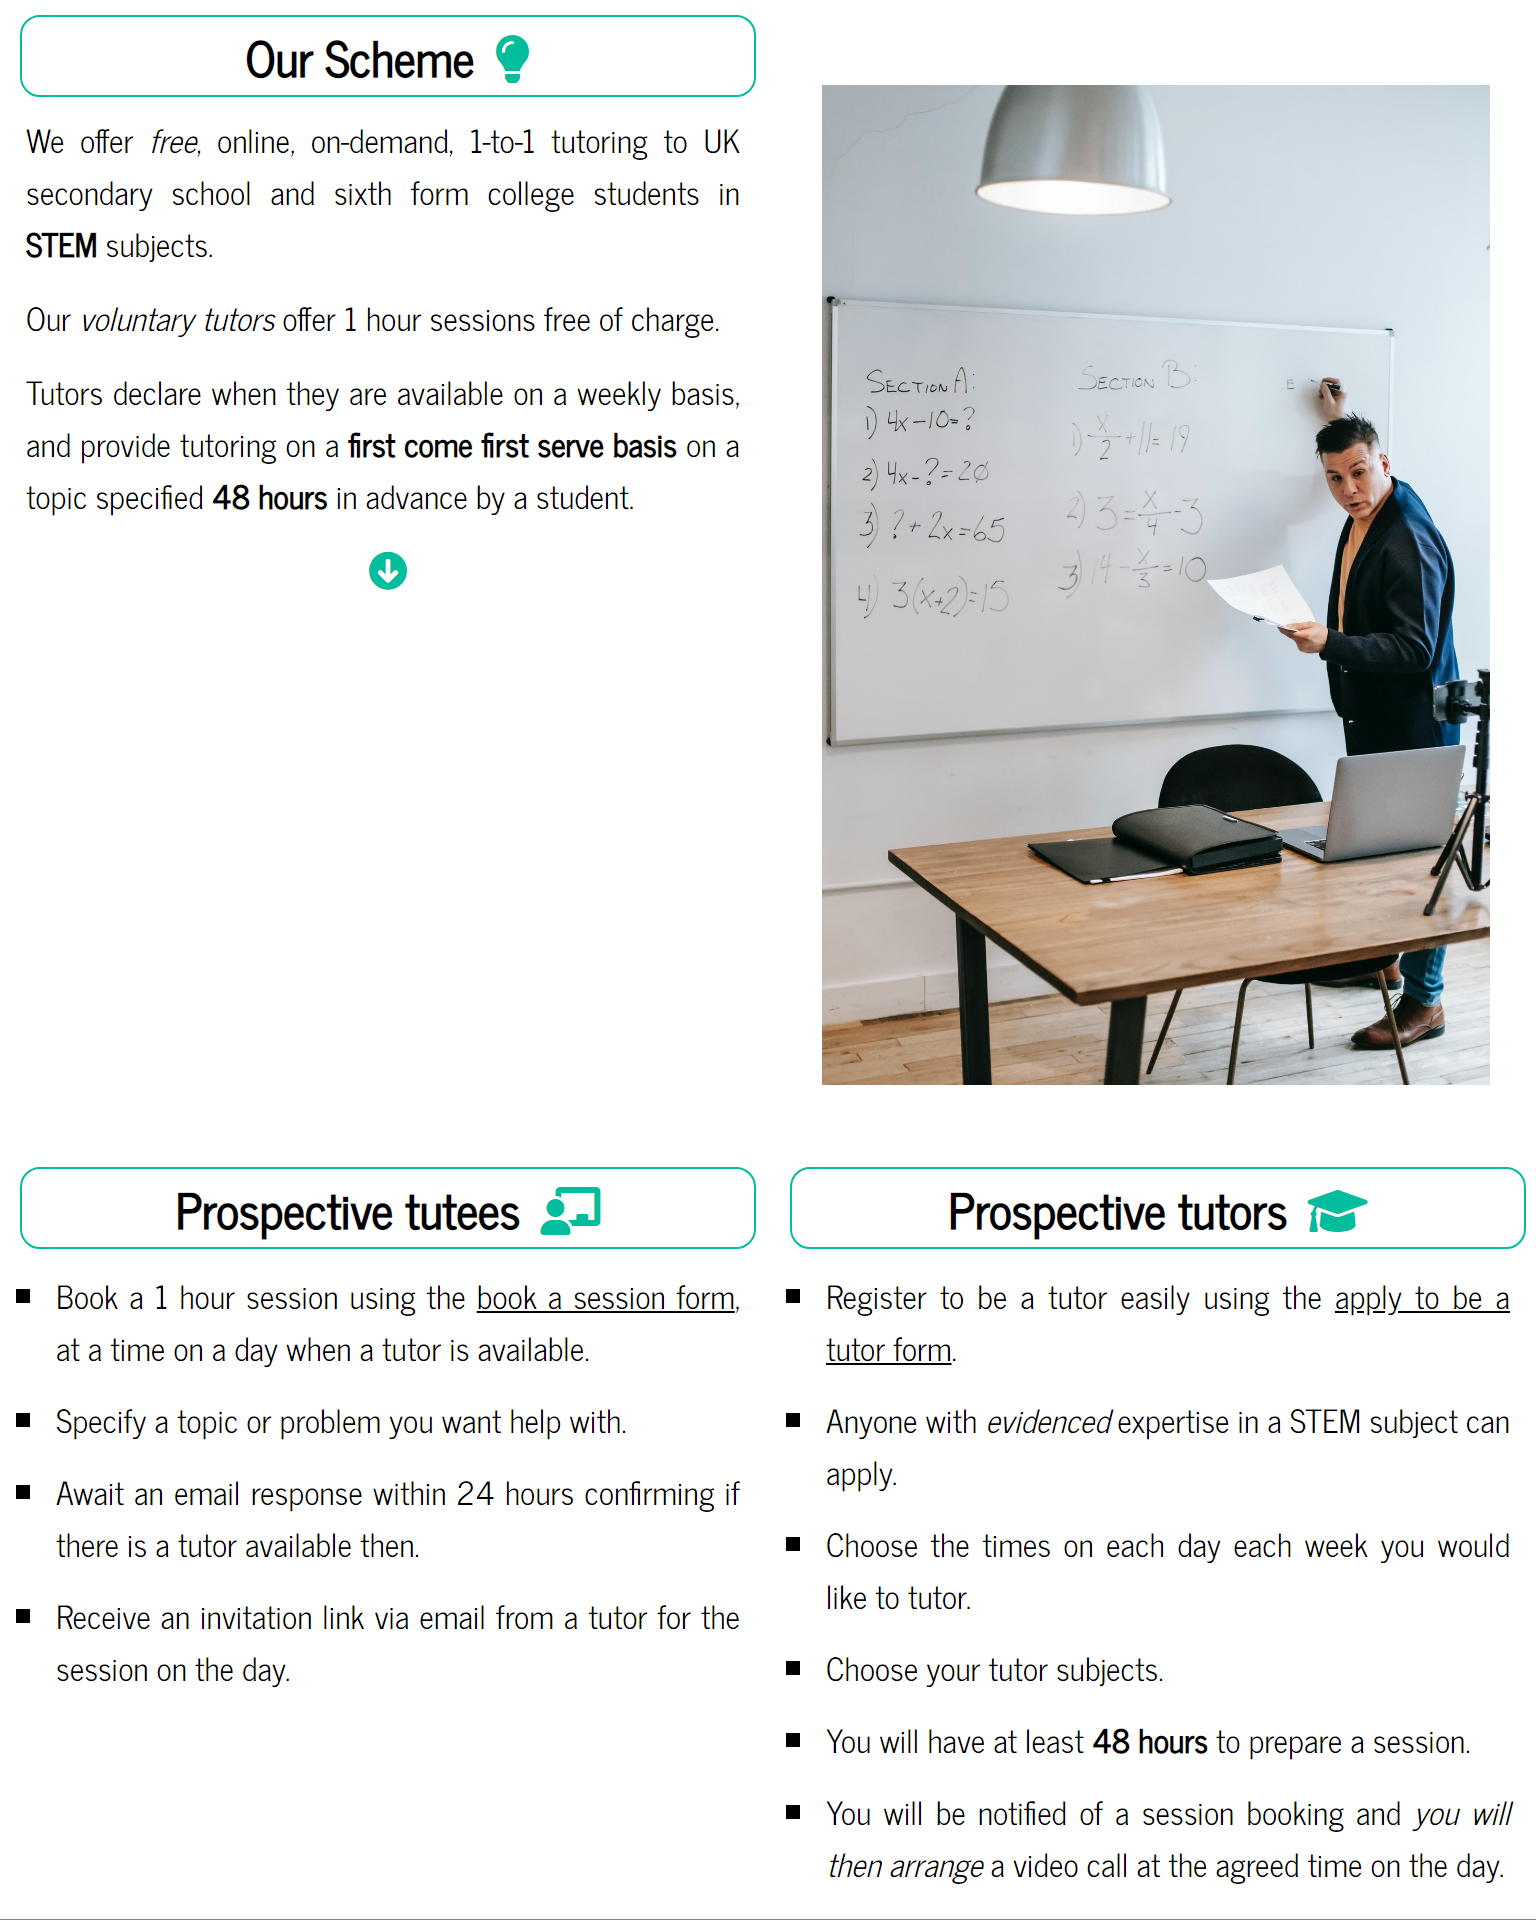 Our Scheme
We offer free, online, on-demand, 1-to-1 tutoring to UK
secondary school and sixth form college students in
STEM subjects.
Our voluntary tutors offer 1 hour sessions free of charge.
Tutors declare when they are available on a weekly basis,
and provide tutoring on a first come first serve basis on a
topic specified 48 hours in advance by a student.
SECTION A:
1) 4x-10=?
2) 4x-?=20
3) ?+2x=65
4) 3(x+2)=15
SECTION B:
1) x/2+11=19
2) 3=x/4-3
3) 14-x/3=10
E
Prospective tutees
Book a 1 hour session using the book a session form,
at a time on a day when a tutor is available.
Specify a topic or problem you want help with.
Await an email response within 24 hours confirming if
there is a tutor available then.
Receive an invitation link via email from a tutor for the
session on the day.
Prospective tutors
Register to be a tutor easily using the apply to be a
tutor form.
Anyone with evidenced expertise in a STEM subject can
apply.
Choose the times on each day each week you would
like to tutor.
Choose your tutor subjects.
You will have at least 48 hours to prepare a session.
You will be notified of a session booking and you will
then arrange a video call at the agreed time on the day.